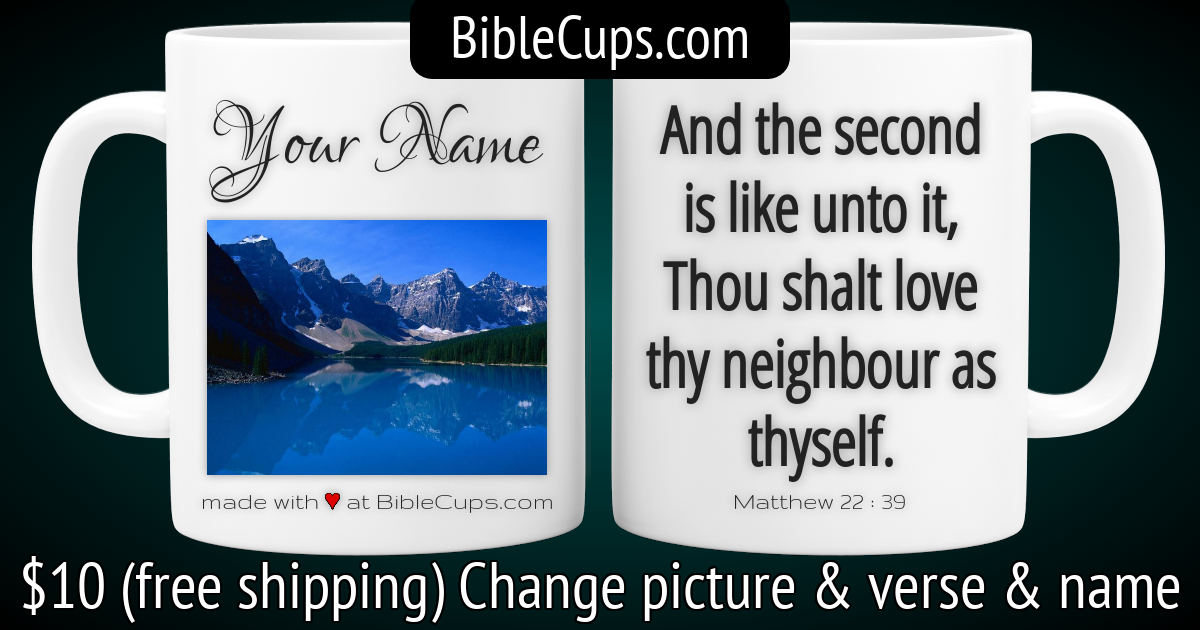 BibleCups.com
Your Name
made with ♥ at BibleCups.com
And the second
is like unto it,
Thou shalt love
thy neighbour as
thyself.
Matthew 22 : 39
$10 (free shipping) Change picture & verse & name